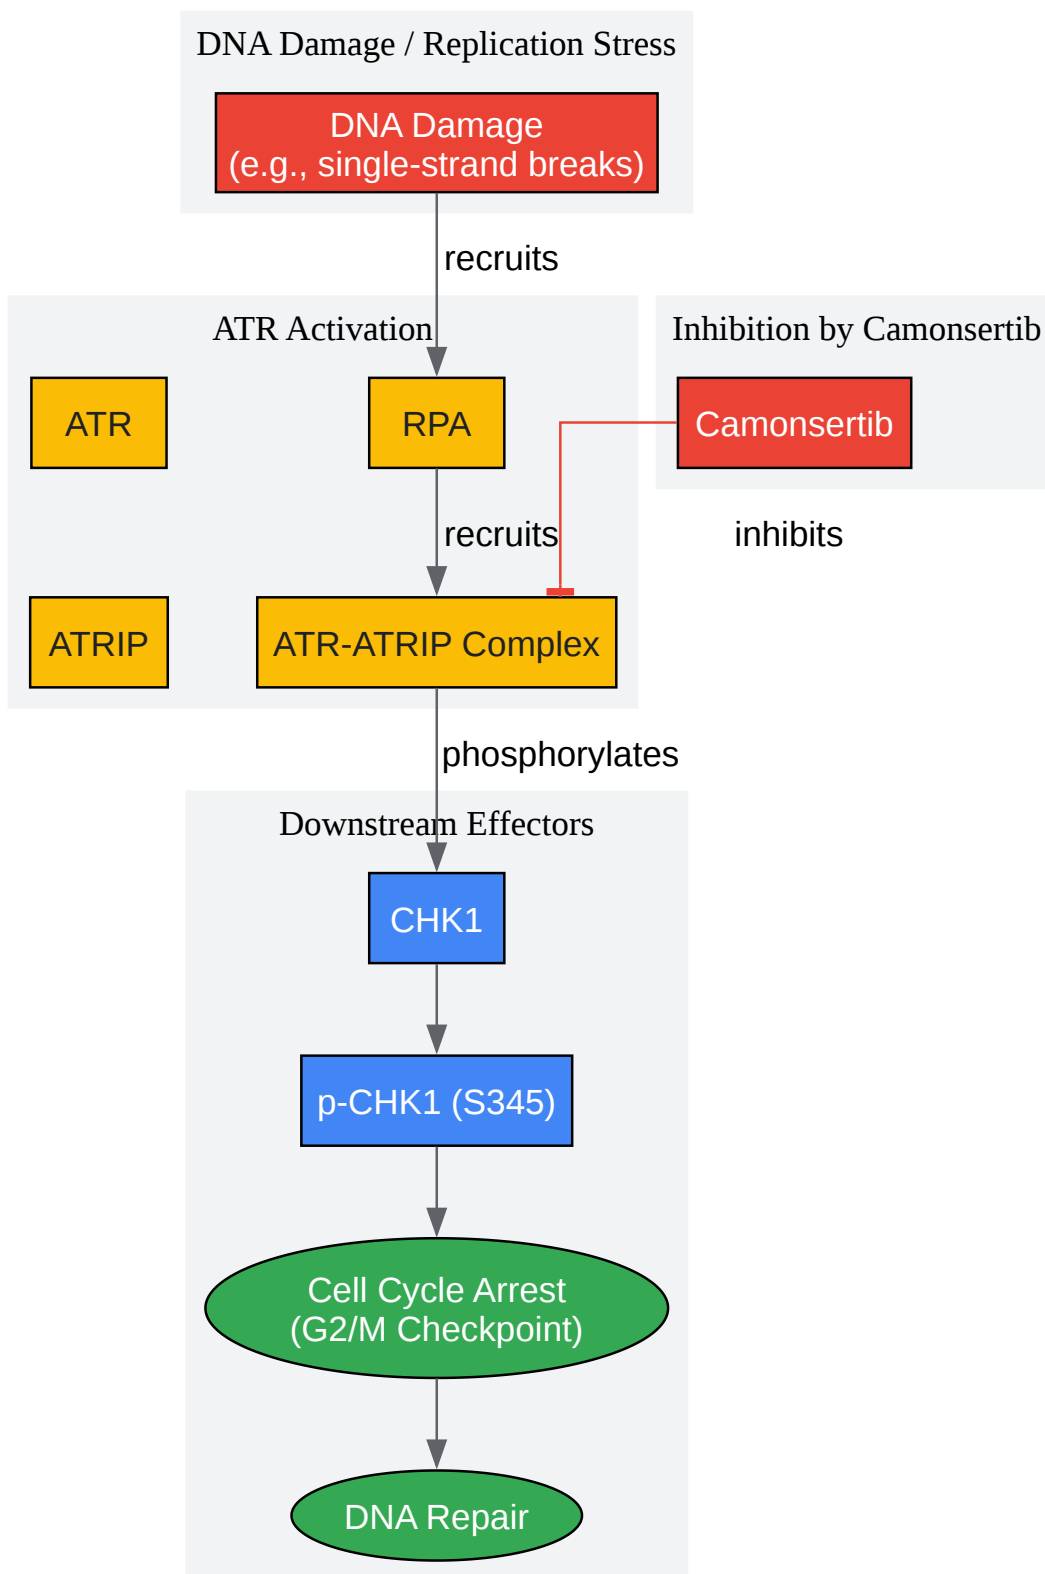 DNA Damage / Replication Stress
DNA Damage
(e.g., single-strand breaks)
recruits
ATR Activation
Inhibition by Camonsertib
ATR
RPA
Camonsertib
recruits
inhibits
ATRIP
ATR-ATRIP Complex
phosphorylates
Downstream Effectors
CHK1
p-CHK1 (S345)
Cell Cycle Arrest
(G2/M Checkpoint)
DNA Repair